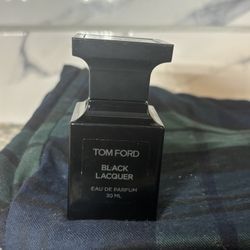 TOM FORD
BLACK
LACQUER
EAU DE PARFUM
30 ML